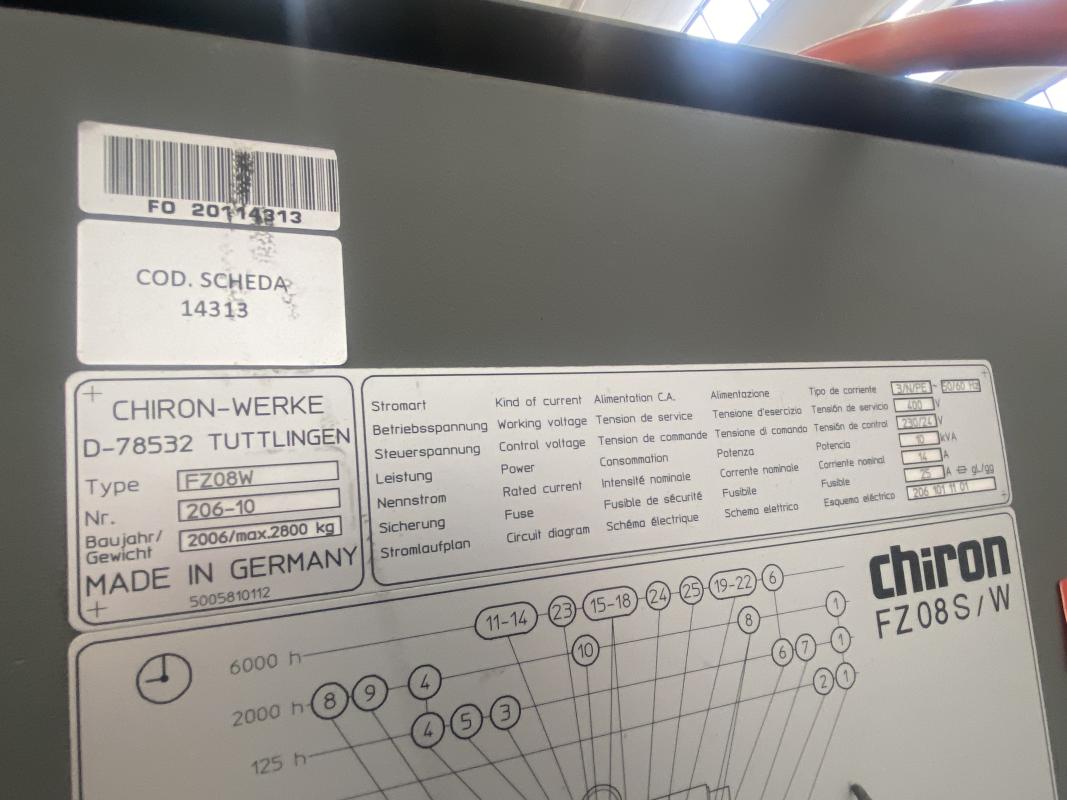 FO 20114313
COD. SCHEDA
14313
CHIRON-WERKE
D-78532 TUTTLINGEN
Type FZ08W
Nr. 206-10
Baujahr/
Gewicht 2006/max.2800 kg
MADE IN GERMANY
5005810112
Stromart Kind of current Alimentation C.A. Alimentazione Tipo de corriente 3/N/PE ~ 50/60 Hz
Betriebsspannung Working voltage Tension de service Tensione d'esercizio Tensión de servicio 400 V
Steuerspannung Control voltage Tension de commande Tensione di comando Tensión de control 230/24 V
Leistung Power Consommation Potenza Potencia 10 kVA
Nennstrom Rated current Intensité nominale Corrente nominale Corriente nominal 14 A
Sicherung Fuse Fusible de sécurité Fusibile Fusible 25 A gL/gg
Stromlaufplan Circuit diagram Schéma électrique Schema elettrico Esquema eléctrico 206 101 11 01
chiron
FZ08S/W
6000 h 11-14 23 15-18 24 25 19-22 6
2000 h 8 9 4 10 8 1
125 h 4 5 3 6 7 1
2 1